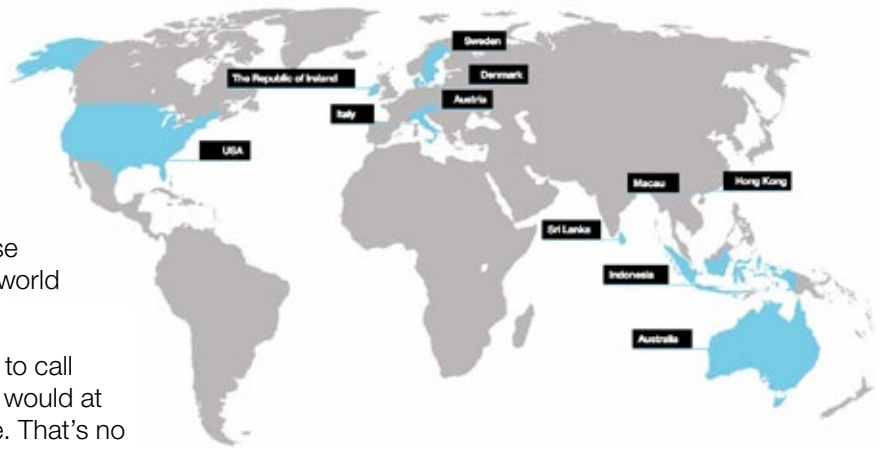 Sweden
The Republic of Ireland
Denmark
Austria
Italy
USA
Macau
Hong Kong
Sri Lanka
Indonesia
Australia
se
world
to call
would at
e. That's no